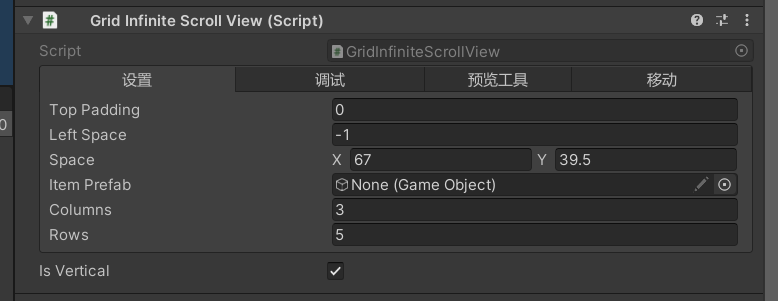 Grid Infinite Scroll View (Script)
Script GridInfiniteScrollView
设置 调试 预览工具 移动
Top Padding 0
Left Space -1
0
Space X 67 Y 39.5
Item Prefab None (Game Object)
Columns 3
Rows 5
Is Vertical